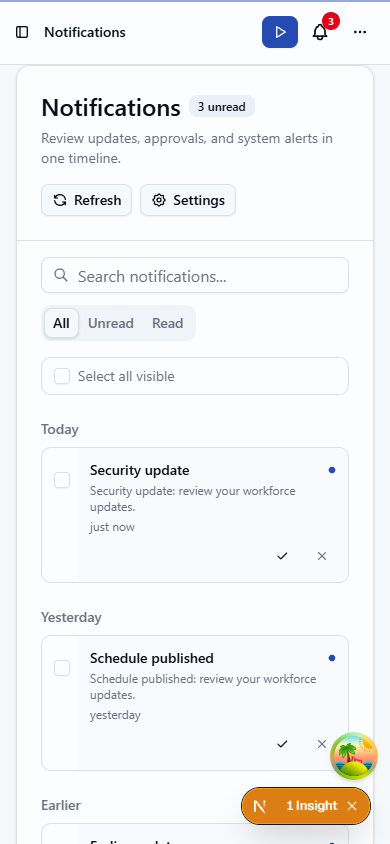 Notifications
3
Notifications
3 unread
Review updates, approvals, and system alerts in
one timeline.
Refresh
Settings
Search notifications...
All
Unread
Read
Select all visible
Today
Security update
Security update: review your workforce
updates.
just now
Yesterday
Schedule published
Schedule published: review your workforce
updates.
yesterday
Earlier
1 Insight